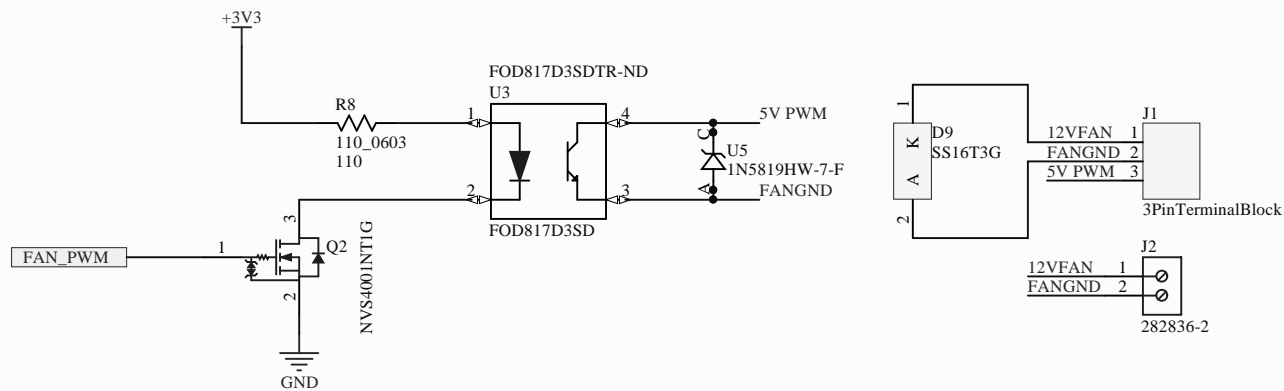 +3V3
R8
110_0603
110
FOD817D3SDTR-ND
U3
1
2
4
3
FOD817D3SD
5V PWM
C
U5
1N5819HW-7-F
A
FANGND
FAN_PWM
1
3
2
Q2
NVS4001NT1G
GND
1
K
A
2
D9
SS16T3G
J1
12VFAN 1
FANGND 2
5V PWM 3
3PinTerminalBlock
J2
12VFAN 1
FANGND 2
282836-2